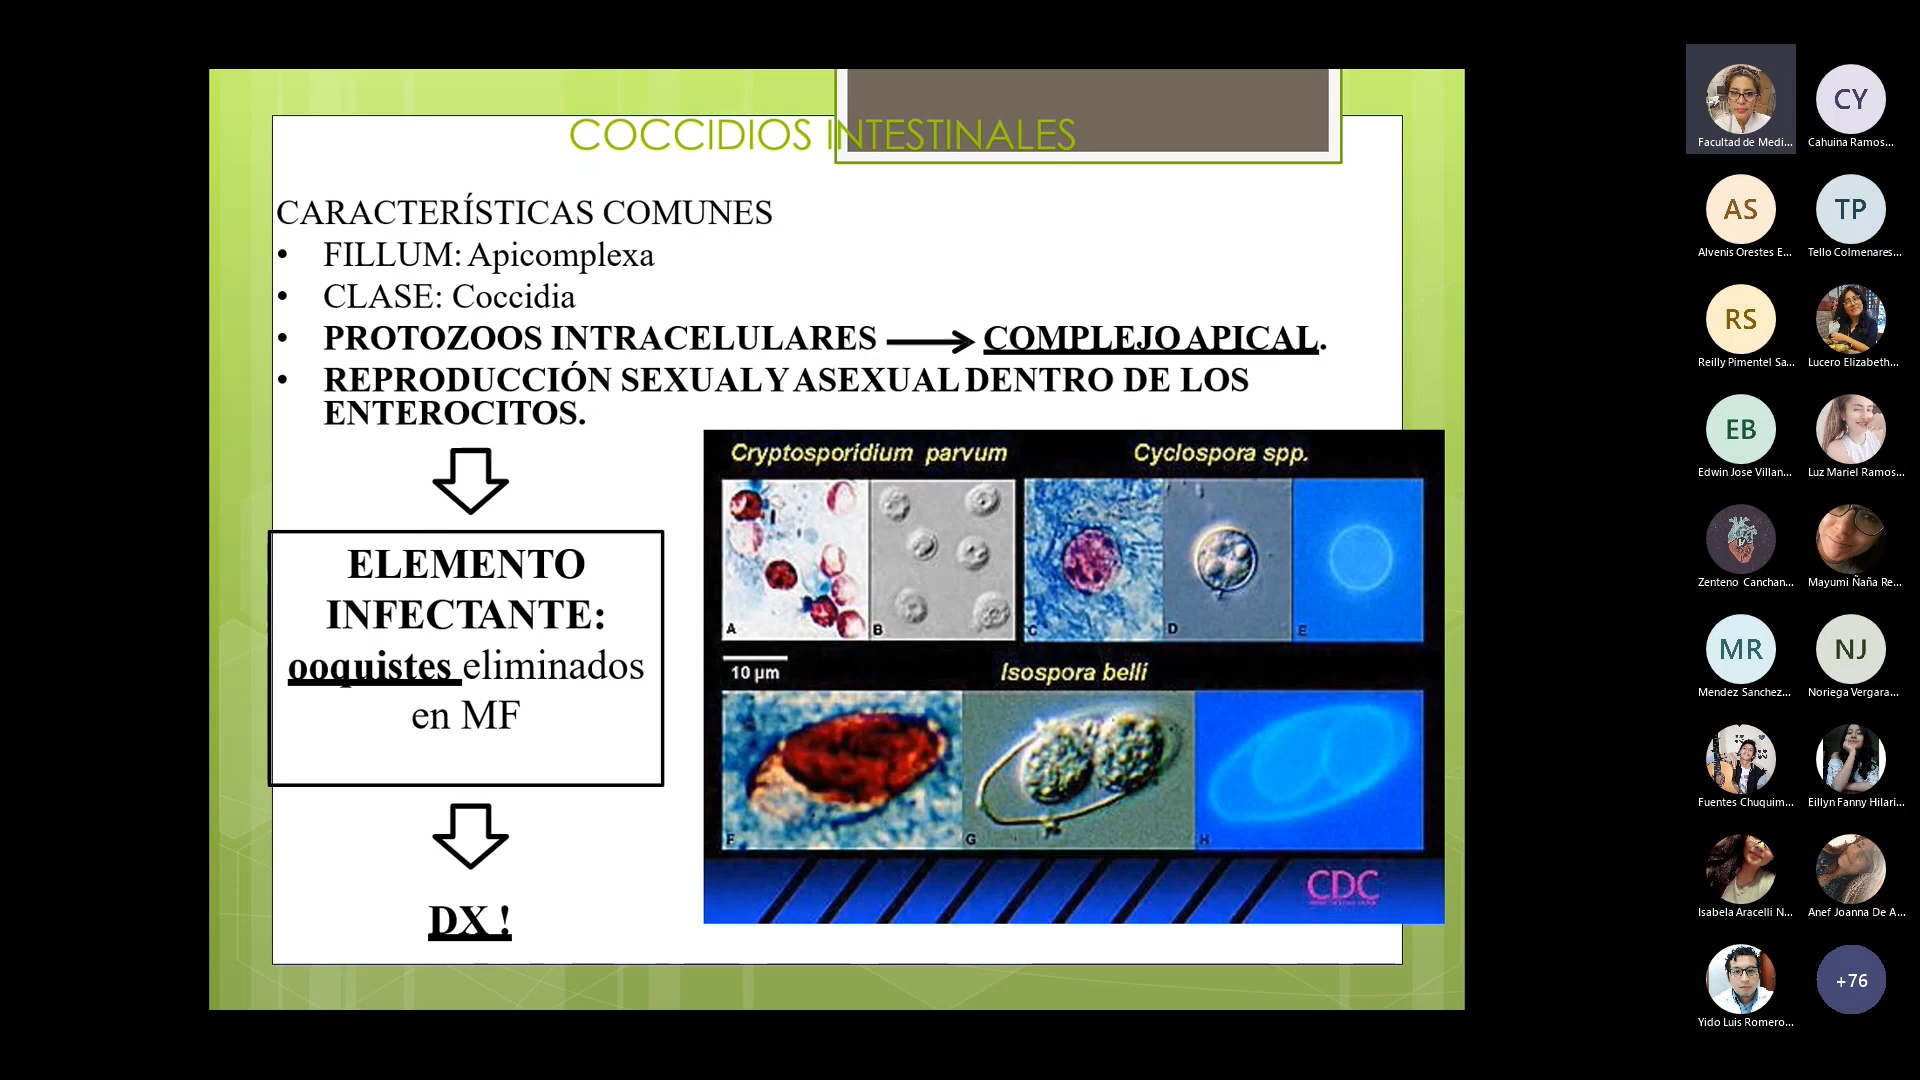 COCCIDIOS INTESTINALES
CARACTERÍSTICAS COMUNES
• FILLUM: Apicomplexa
• CLASE: Coccidia
• PROTOZOOS INTRACELULARES → COMPLEJO APICAL.
• REPRODUCCIÓN SEXUAL Y ASEXUAL DENTRO DE LOS
ENTEROCITOS.
ELEMENTO
INFECTANTE:
ooquistes eliminados
en MF
DX !
Cryptosporidium parvum
Cyclospora spp.
A
B
C
D
E
10 µm
Isospora belli
F
G
H
CDC
Facultad de Medi...
CY
Cahuina Ramos...
AS
Alvenis Orestes E...
TP
Tello Colmenares...
RS
Reilly Pimentel Sa...
Lucero Elizabeth...
EB
Edwin Jose Villan...
Luz Mariel Ramos...
Zenteno Canchan...
Mayumi Ñaña Re...
MR
Mendez Sanchez...
NJ
Noriega Vergara...
Fuentes Chuquim...
Eillyn Fanny Hilari...
Isabela Aracelli N...
Anef Joanna De A...
Yido Luis Romero...
+76